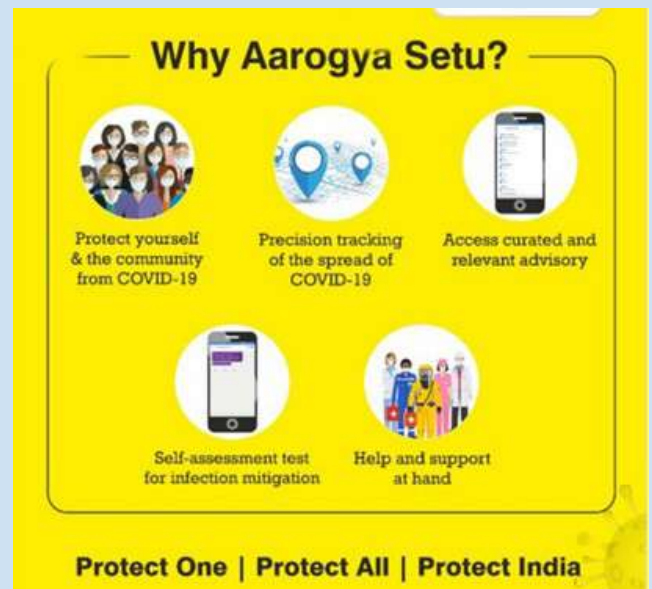 Why Aarogya Setu?
Protect yourself
& the community
from COVID-19
Precision tracking
of the spread of
COVID-19
Access curated and
relevant advisory
Self-assessment test
for infection mitigation
Help and support
at hand
Protect One | Protect All | Protect India